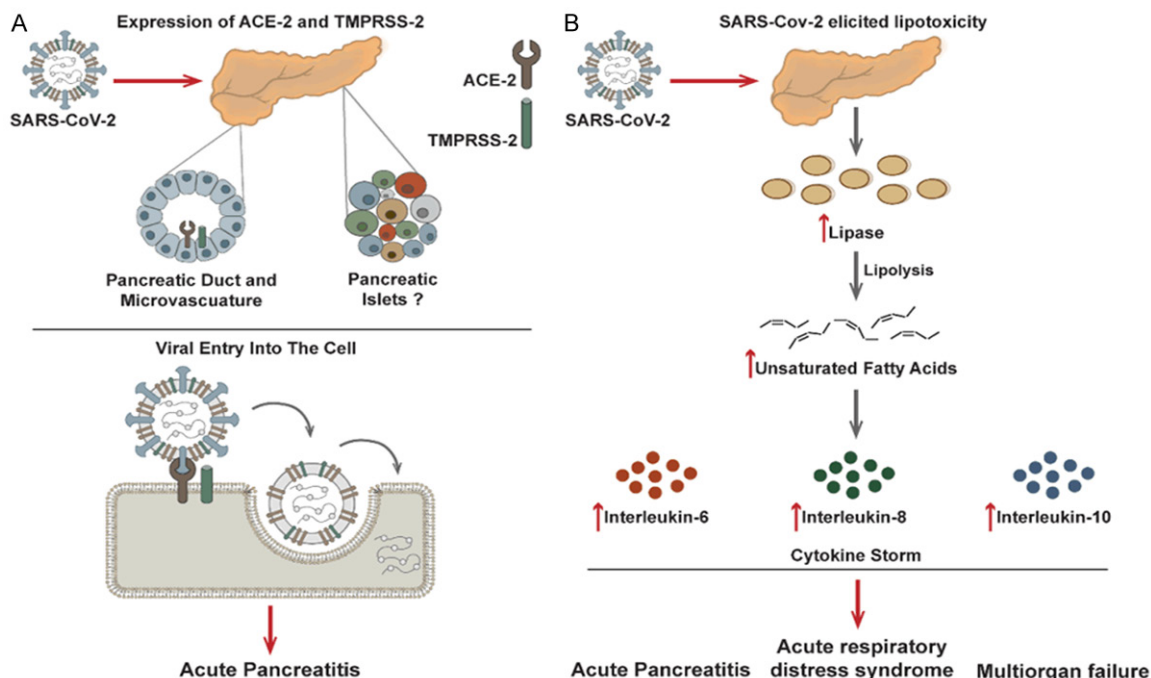 A
Expression of ACE-2 and TMPRSS-2
SARS-CoV-2
ACE-2
TMPRSS-2
Pancreatic Duct and
Microvascuature
Pancreatic
Islets ?
Viral Entry Into The Cell
Acute Pancreatitis
B
SARS-Cov-2 elicited lipotoxicity
SARS-CoV-2
Lipase
Lipolysis
Unsaturated Fatty Acids
Interleukin-6
Interleukin-8
Interleukin-10
Cytokine Storm
Acute Pancreatitis
Acute respiratory
distress syndrome
Multiorgan failure